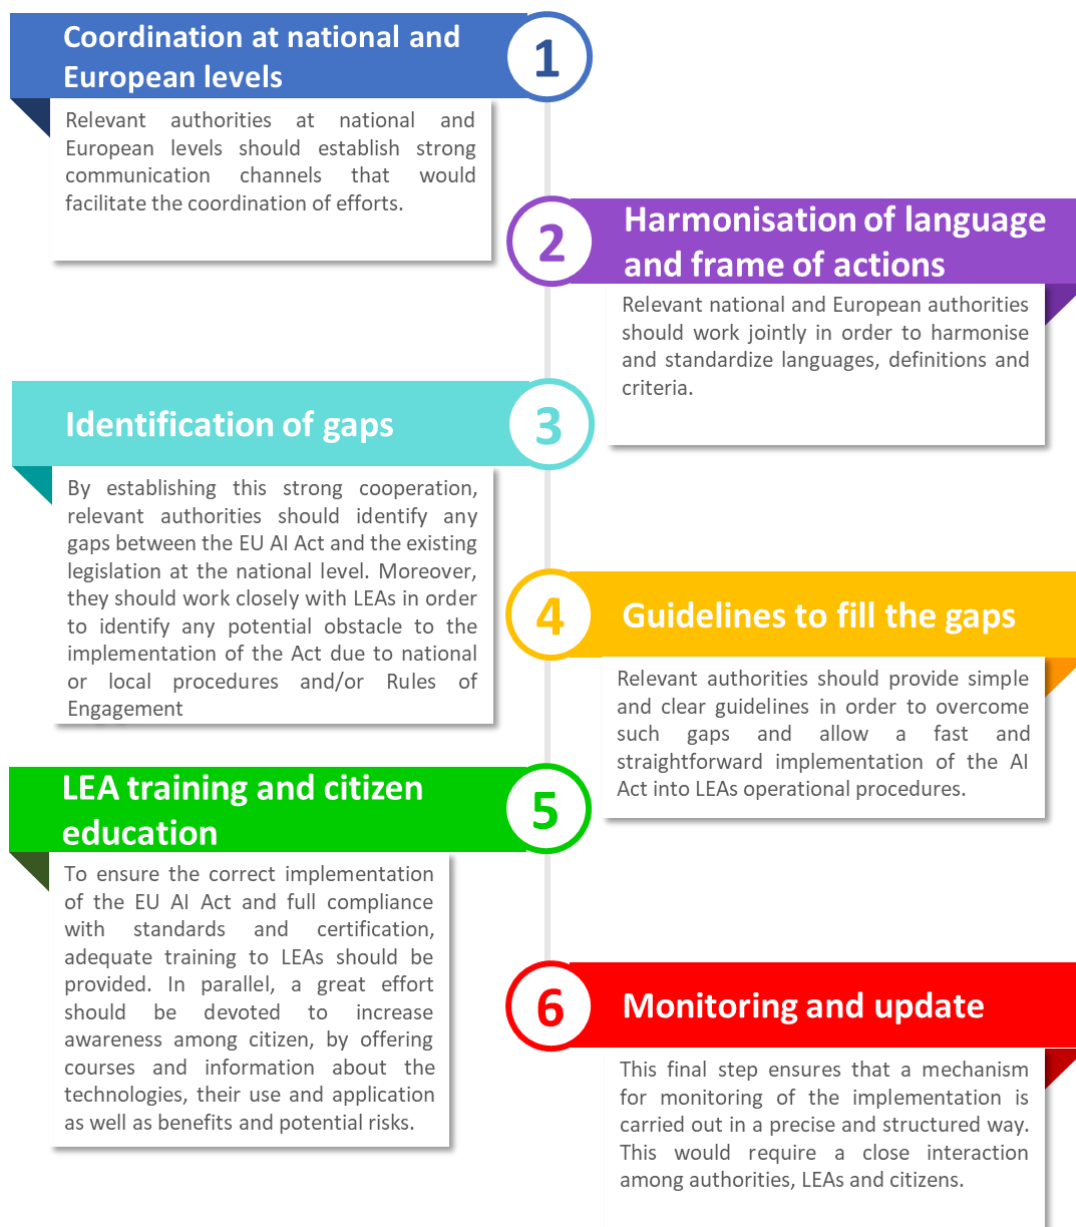 Coordination at national and
European levels
1
Relevant authorities at national and
European levels should establish strong
communication channels that would
facilitate the coordination of efforts.
2
Harmonisation of language
and frame of actions
Relevant national and European authorities
should work jointly in order to harmonise
and standardize languages, definitions and
criteria.
Identification of gaps
3
By establishing this strong cooperation,
relevant authorities should identify any
gaps between the EU AI Act and the existing
legislation at the national level. Moreover,
they should work closely with LEAs in order
to identify any potential obstacle to the
implementation of the Act due to national
or local procedures and/or Rules of
Engagement
4
Guidelines to fill the gaps
Relevant authorities should provide simple
and clear guidelines in order to overcome
such gaps and allow a fast and
straightforward implementation of the AI
Act into LEAs operational procedures.
LEA training and citizen
education
5
To ensure the correct implementation
of the EU AI Act and full compliance
with standards and certification,
adequate training to LEAs should be
provided. In parallel, a great effort
should be devoted to increase
awareness among citizen, by offering
courses and information about the
technologies, their use and application
as well as benefits and potential risks.
6
Monitoring and update
This final step ensures that a mechanism
for monitoring of the implementation is
carried out in a precise and structured way.
This would require a close interaction
among authorities, LEAs and citizens.